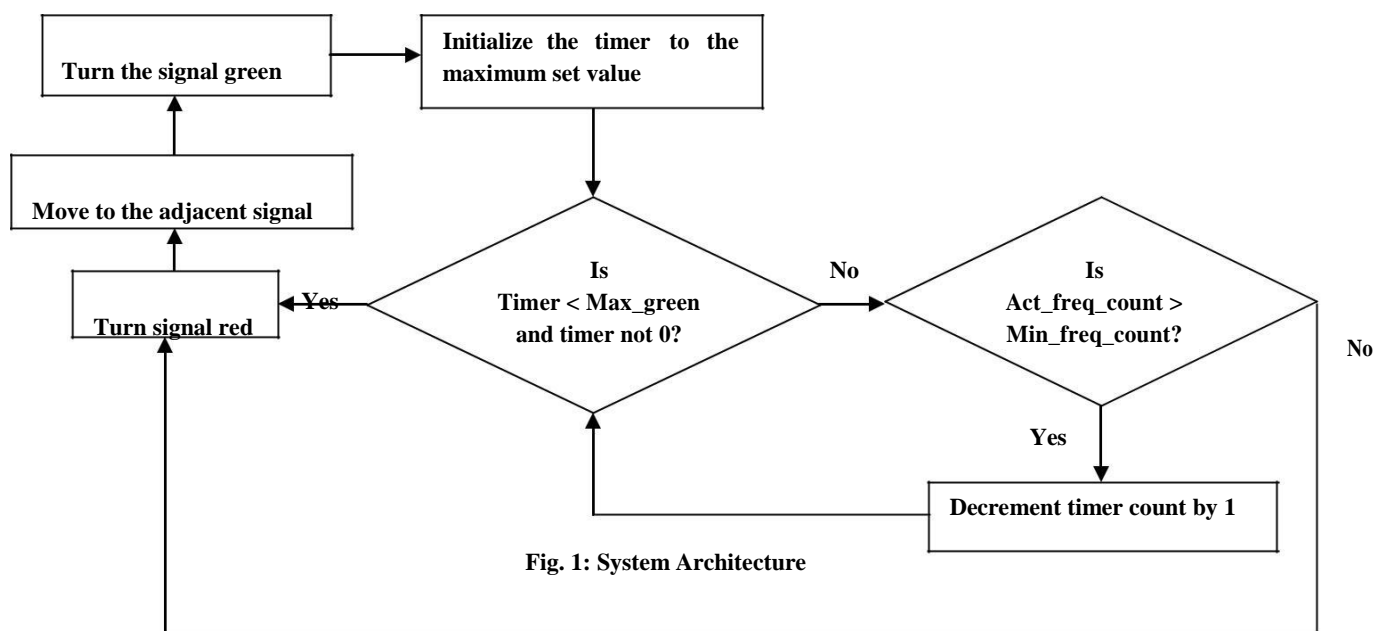 Turn the signal green
Initialize the timer to the
maximum set value
Move to the adjacent signal
Turn signal red
Yes
Is
Timer < Max_green
and timer not 0?
No
Is
Act_freq_count >
Min_freq_count?
No
Yes
Decrement timer count by 1
Fig. 1: System Architecture